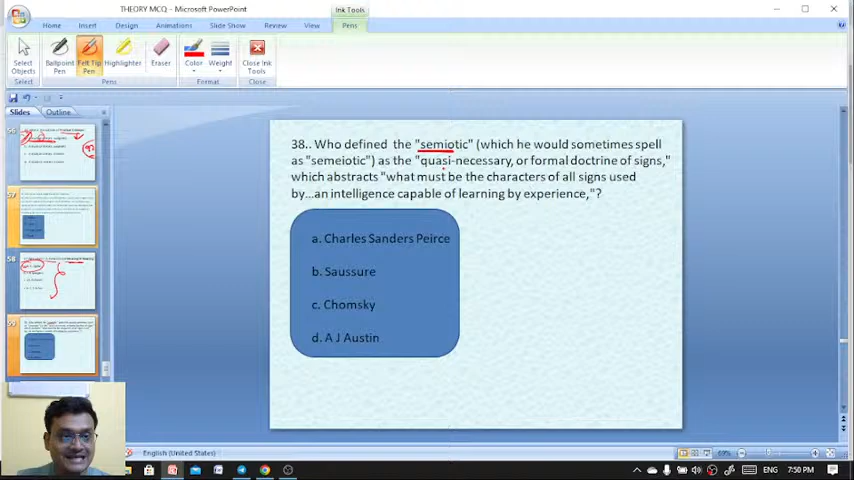 THEORY MCQ - Microsoft PowerPoint
Ink Tools
Home Insert Design Animations Slide Show Review View Pens
Select Objects
Ballpoint Pen
Felt Tip Pen
Highlighter
Eraser
Color
Weight
Close Ink Tools
Select Pens Format Close
Slides Outline
57
58
38.. Who defined the "semiotic" (which he would sometimes spell
as "semeiotic") as the "quasi-necessary, or formal doctrine of signs,"
which abstracts "what must be the characters of all signs used
by...an intelligence capable of learning by experience,"?
a. Charles Sanders Peirce
b. Saussure
c. Chomsky
d. A J Austin
English (United States)
69%
ENG 7:50 PM